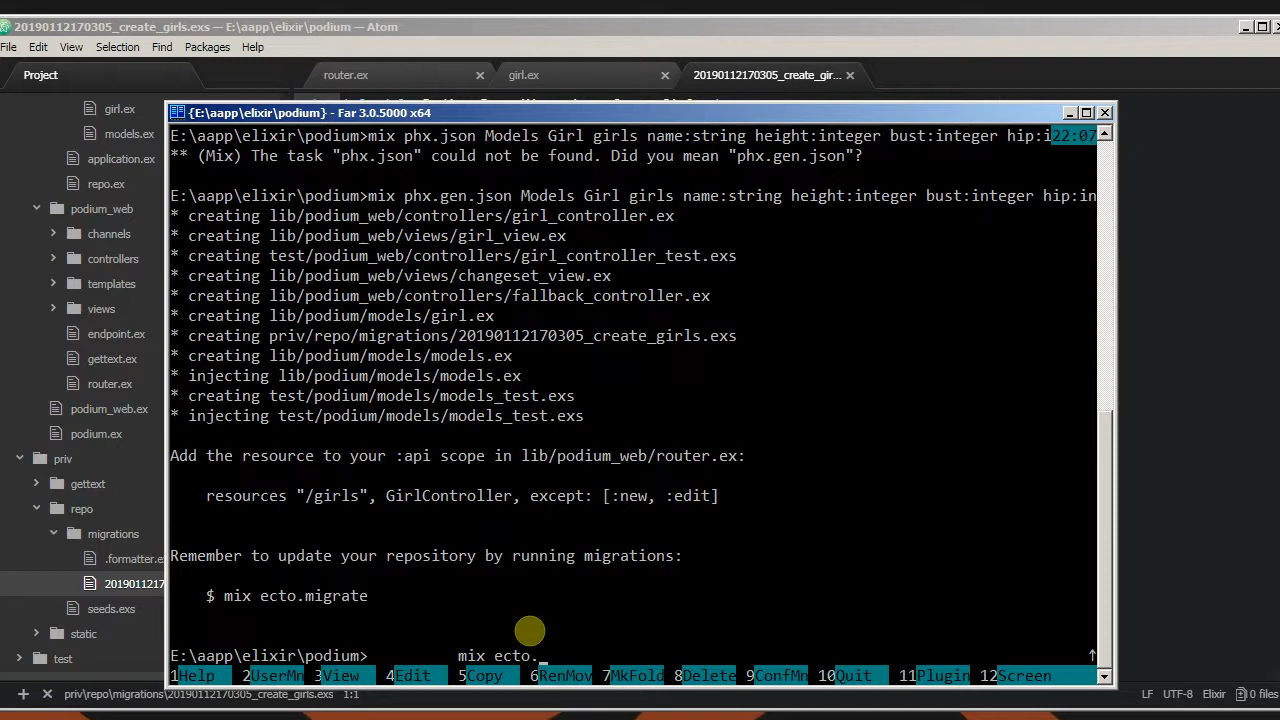 20190112170305_create_girls.exs — E:\aapp\elixir\podium — Atom
File Edit View Selection Find Packages Help
Project
router.ex
girl.ex
20190112170305_create_gir...
girl.ex
models.ex
application.ex
repo.ex
podium_web
channels
controllers
templates
views
endpoint.ex
gettext.ex
router.ex
podium_web.ex
podium.ex
priv
gettext
repo
migrations
.formatter.ex
2019011217
seeds.exs
static
test
{E:\aapp\elixir\podium} - Far 3.0.5000 x64
E:\aapp\elixir\podium>mix phx.json Models Girl girls name:string height:integer bust:integer hip:i22:07
** (Mix) The task "phx.json" could not be found. Did you mean "phx.gen.json"?
E:\aapp\elixir\podium>mix phx.gen.json Models Girl girls name:string height:integer bust:integer hip:in
* creating lib/podium_web/controllers/girl_controller.ex
* creating lib/podium_web/views/girl_view.ex
* creating test/podium_web/controllers/girl_controller_test.exs
* creating lib/podium_web/views/changeset_view.ex
* creating lib/podium_web/controllers/fallback_controller.ex
* creating lib/podium/models/girl.ex
* creating priv/repo/migrations/20190112170305_create_girls.exs
* creating lib/podium/models/models.ex
* injecting lib/podium/models/models.ex
* creating test/podium/models/models_test.exs
* injecting test/podium/models/models_test.exs
Add the resource to your :api scope in lib/podium_web/router.ex:
resources "/girls", GirlController, except: [:new, :edit]
Remember to update your repository by running migrations:
$ mix ecto.migrate
E:\aapp\elixir\podium> mix ecto._
1Help 2UserMn 3View 4Edit 5Copy 6RenMov 7MkFold 8Delete 9ConfMn 10Quit 11Plugin 12Screen
priv\repo\migrations\20190112170305_create_girls.exs 1:1 LF UTF-8 Elixir 0 files